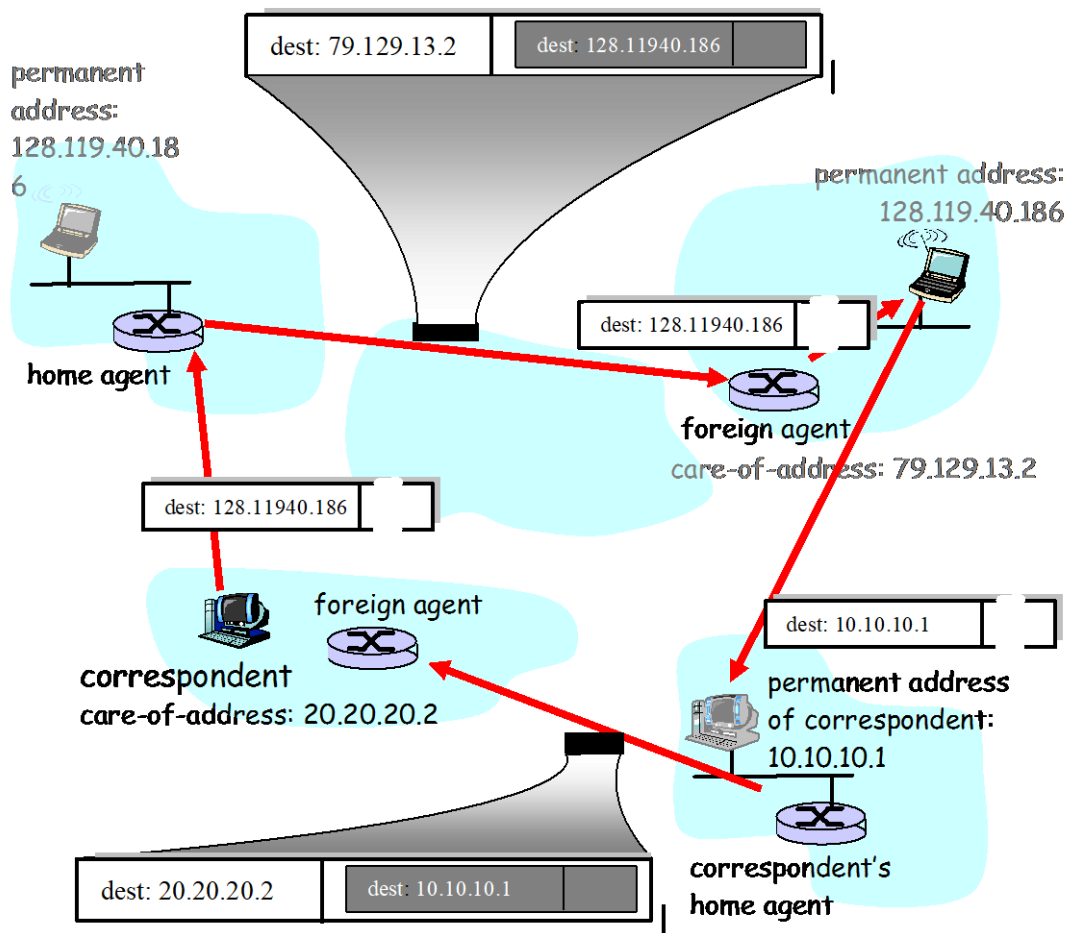 dest: 79.129.13.2
dest: 128.11940.186
permanent
address:
128.119.40.18
6
permanent address:
128.119.40.186
dest: 128.11940.186
home agent
foreign agent
care-of-address: 79.129.13.2
dest: 128.11940.186
foreign agent
correspondent
care-of-address: 20.20.20.2
dest: 10.10.10.1
permanent address
of correspondent:
10.10.10.1
correspondent's
home agent
dest: 20.20.20.2
dest: 10.10.10.1